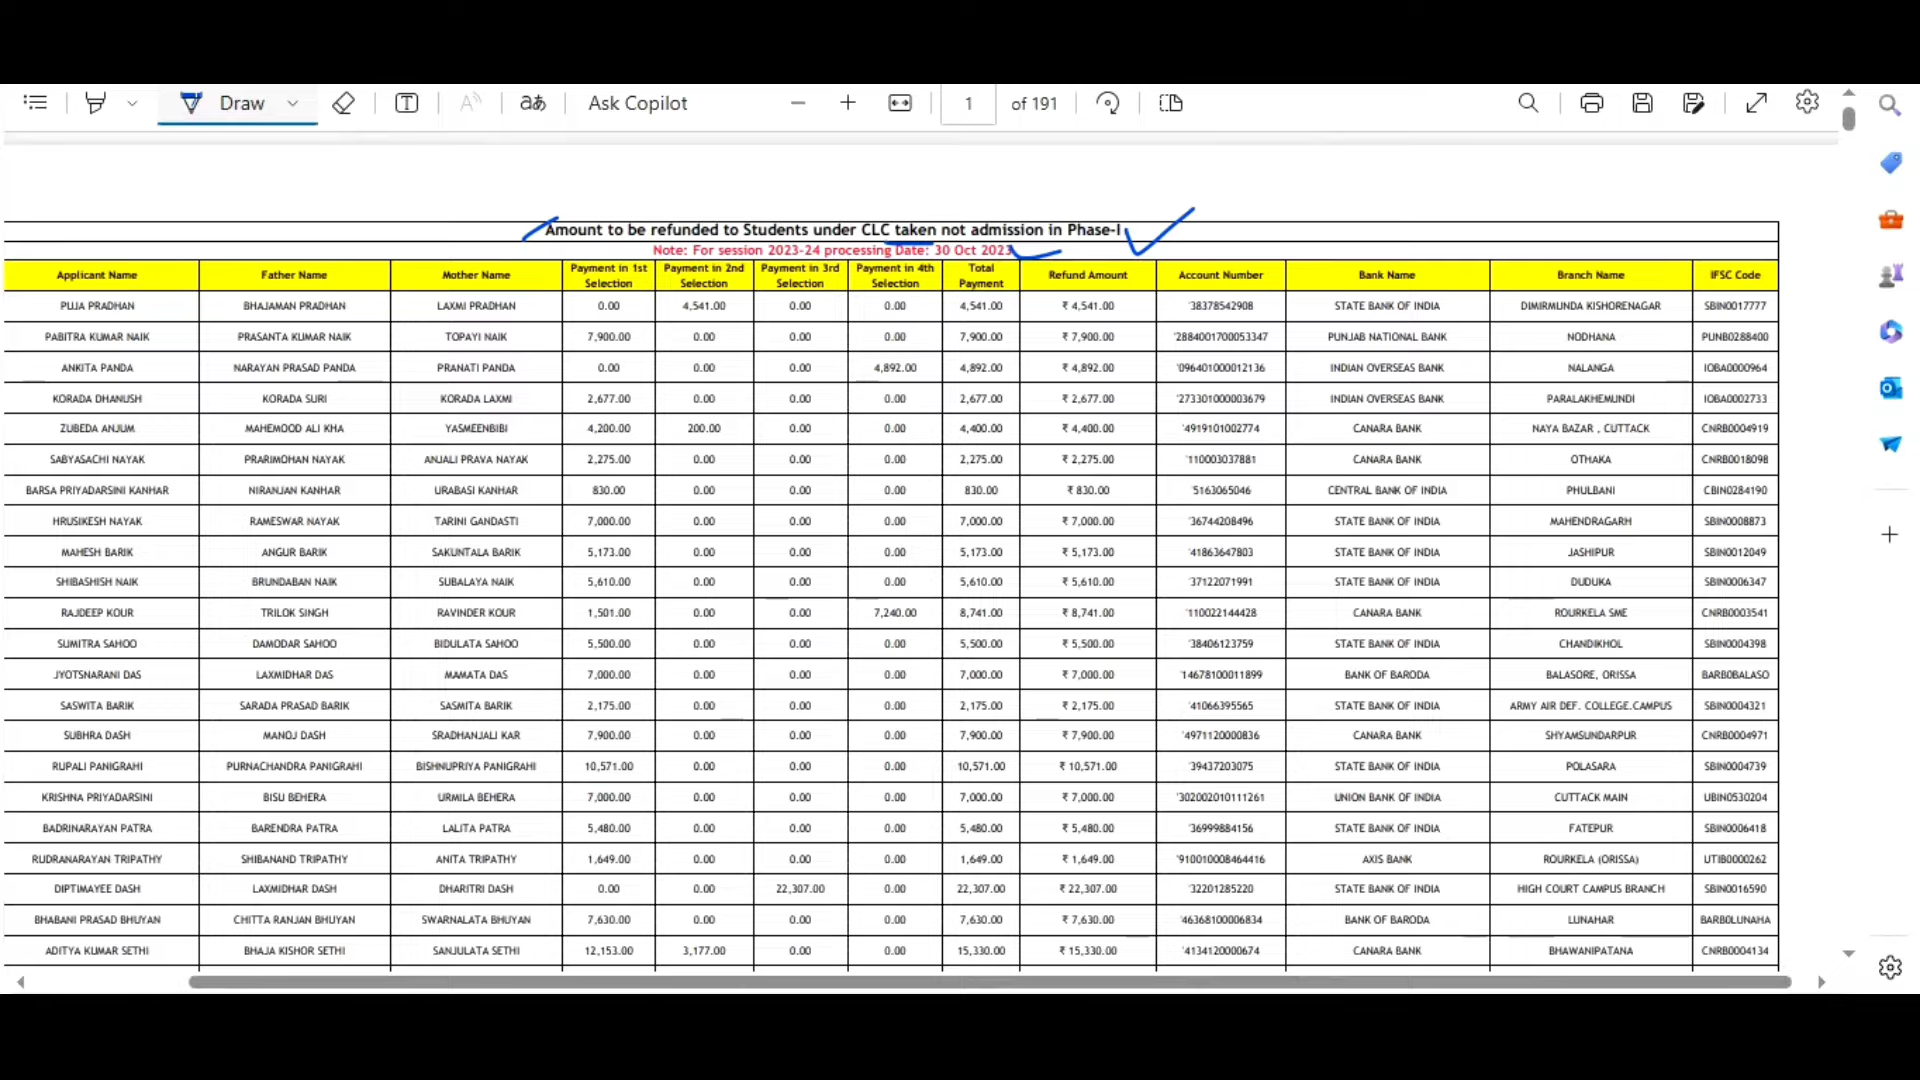 Draw Ask Copilot 1 of 191
Amount to be refunded to Students under CLC taken not admission in Phase-I
Note: For session 2023-24 processing Date: 30 Oct 2023
Applicant Name Father Name Mother Name Payment in 1st Selection Payment in 2nd Selection Payment in 3rd Selection Payment in 4th Selection Total Payment Refund Amount Account Number Bank Name Branch Name IFSC Code
PUJA PRADHAN BHAJAMAN PRADHAN LAXMI PRADHAN 0.00 4,541.00 0.00 0.00 4,541.00 ₹ 4,541.00 '38378542908 STATE BANK OF INDIA DIMIRMUNDA KISHORENAGAR SBIN0017777
PABITRA KUMAR NAIK PRASANTA KUMAR NAIK TOPAYI NAIK 7,900.00 0.00 0.00 0.00 7,900.00 ₹ 7,900.00 '2884001700053347 PUNJAB NATIONAL BANK NODHANA PUNB0288400
ANKITA PANDA NARAYAN PRASAD PANDA PRANATI PANDA 0.00 0.00 0.00 4,892.00 4,892.00 ₹ 4,892.00 '096401000012136 INDIAN OVERSEAS BANK NALANGA IOBA0000964
KORADA DHANUSH KORADA SURI KORADA LAXMI 2,677.00 0.00 0.00 0.00 2,677.00 ₹ 2,677.00 '273301000003679 INDIAN OVERSEAS BANK PARALAKHEMUNDI IOBA0002733
ZUBEDA ANJUM MAHEMOOD ALI KHA YASMEENBIBI 4,200.00 200.00 0.00 0.00 4,400.00 ₹ 4,400.00 '4919101002774 CANARA BANK NAYA BAZAR , CUTTACK CNRB0004919
SABYASACHI NAYAK PRARIMOHAN NAYAK ANJALI PRAVA NAYAK 2,275.00 0.00 0.00 0.00 2,275.00 ₹ 2,275.00 '110003037881 CANARA BANK OTHAKA CNRB0018098
BARSA PRIYADARSINI KANHAR NIRANJAN KANHAR URABASI KANHAR 830.00 0.00 0.00 0.00 830.00 ₹ 830.00 '5163065046 CENTRAL BANK OF INDIA PHULBANI CBIN0284190
HRUSIKESH NAYAK RAMESWAR NAYAK TARINI GANDASTI 7,000.00 0.00 0.00 0.00 7,000.00 ₹ 7,000.00 '36744208496 STATE BANK OF INDIA MAHENDRAGARH SBIN0008873
MAHESH BARIK ANGUR BARIK SAKUNTALA BARIK 5,173.00 0.00 0.00 0.00 5,173.00 ₹ 5,173.00 '41863647803 STATE BANK OF INDIA JASHIPUR SBIN0012049
SHIBASHISH NAIK BRUNDABAN NAIK SUBALAYA NAIK 5,610.00 0.00 0.00 0.00 5,610.00 ₹ 5,610.00 '37122071991 STATE BANK OF INDIA DUDUKA SBIN0006347
RAJDEEP KOUR TRILOK SINGH RAVINDER KOUR 1,501.00 0.00 0.00 7,240.00 8,741.00 ₹ 8,741.00 '110022144428 CANARA BANK ROURKELA SME CNRB0003541
SUMITRA SAHOO DAMODAR SAHOO BIDULATA SAHOO 5,500.00 0.00 0.00 0.00 5,500.00 ₹ 5,500.00 '38406123759 STATE BANK OF INDIA CHANDIKHOL SBIN0004398
JYOTSNARANI DAS LAXMIDHAR DAS MAMATA DAS 7,000.00 0.00 0.00 0.00 7,000.00 ₹ 7,000.00 '14678100011899 BANK OF BARODA BALASORE, ORISSA BARB0BALASO
SASWITA BARIK SARADA PRASAD BARIK SASMITA BARIK 2,175.00 0.00 0.00 0.00 2,175.00 ₹ 2,175.00 '41066395565 STATE BANK OF INDIA ARMY AIR DEF. COLLEGE.CAMPUS SBIN0004321
SUBHRA DASH MANOJ DASH SRADHANJALI KAR 7,900.00 0.00 0.00 0.00 7,900.00 ₹ 7,900.00 '4971120000836 CANARA BANK SHYAMSUNDARPUR CNRB0004971
RUPALI PANIGRAHI PURNACHANDRA PANIGRAHI BISHNUPRIYA PANIGRAHI 10,571.00 0.00 0.00 0.00 10,571.00 ₹ 10,571.00 '39437203075 STATE BANK OF INDIA POLASARA SBIN0004739
KRISHNA PRIYADARSINI BISU BEHERA URMILA BEHERA 7,000.00 0.00 0.00 0.00 7,000.00 ₹ 7,000.00 '302002010111261 UNION BANK OF INDIA CUTTACK MAIN UBIN0530204
BADRINARAYAN PATRA BARENDRA PATRA LALITA PATRA 5,480.00 0.00 0.00 0.00 5,480.00 ₹ 5,480.00 '36999884156 STATE BANK OF INDIA FATEPUR SBIN0006418
RUDRANARAYAN TRIPATHY SHIBANAND TRIPATHY ANITA TRIPATHY 1,649.00 0.00 0.00 0.00 1,649.00 ₹ 1,649.00 '910010008464416 AXIS BANK ROURKELA (ORISSA) UTIB0000262
DIPTIMAYEE DASH LAXMIDHAR DASH DHARITRI DASH 0.00 0.00 22,307.00 0.00 22,307.00 ₹ 22,307.00 '32201285220 STATE BANK OF INDIA HIGH COURT CAMPUS BRANCH SBIN0016590
BHABANI PRASAD BHUYAN CHITTA RANJAN BHUYAN SWARNALATA BHUYAN 7,630.00 0.00 0.00 0.00 7,630.00 ₹ 7,630.00 '46368100006834 BANK OF BARODA LUNAHAR BARB0LUNAHA
ADITYA KUMAR SETHI BHAJA KISHOR SETHI SANJULATA SETHI 12,153.00 3,177.00 0.00 0.00 15,330.00 ₹ 15,330.00 '4134120000674 CANARA BANK BHAWANIPATANA CNRB0004134